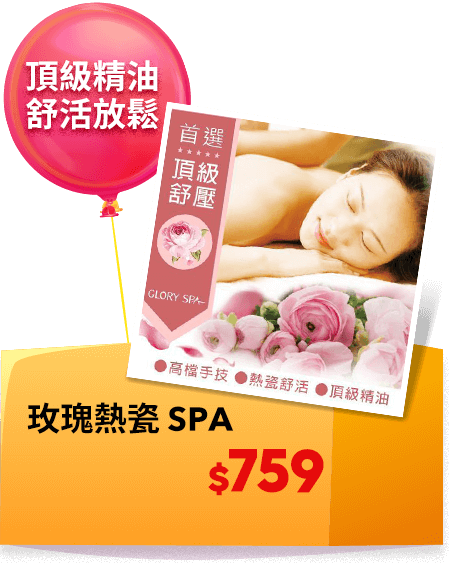 頂級精油
舒活放鬆
首選
★★★★★
頂級
舒壓
GLORY SPA
●高檔手技 ●熱瓷舒活 ●頂級精油
玫瑰熱瓷 SPA
$759